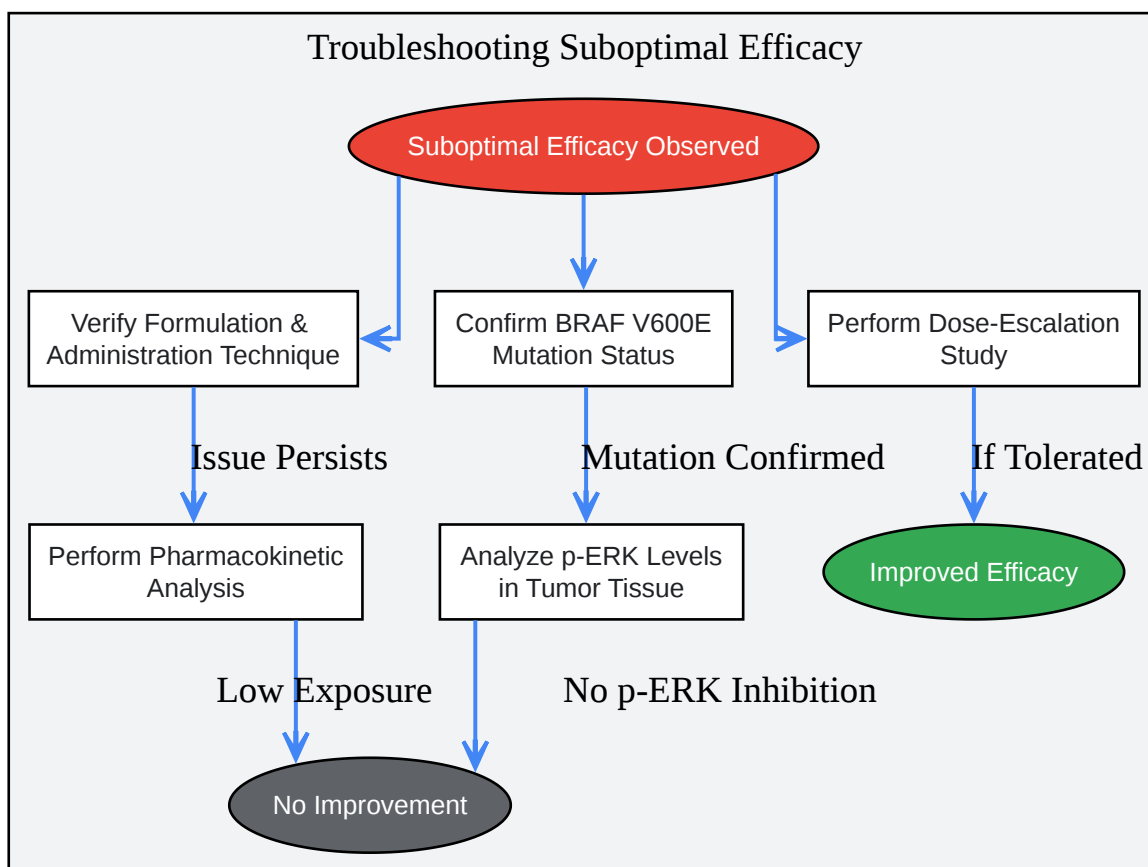 Troubleshooting Suboptimal Efficacy
Suboptimal Efficacy Observed
Verify Formulation &
Administration Technique
Confirm BRAF V600E
Mutation Status
Perform Dose-Escalation
Study
Issue Persists
Mutation Confirmed
If Tolerated
Perform Pharmacokinetic
Analysis
Analyze p-ERK Levels
in Tumor Tissue
Improved Efficacy
Low Exposure
No p-ERK Inhibition
No Improvement